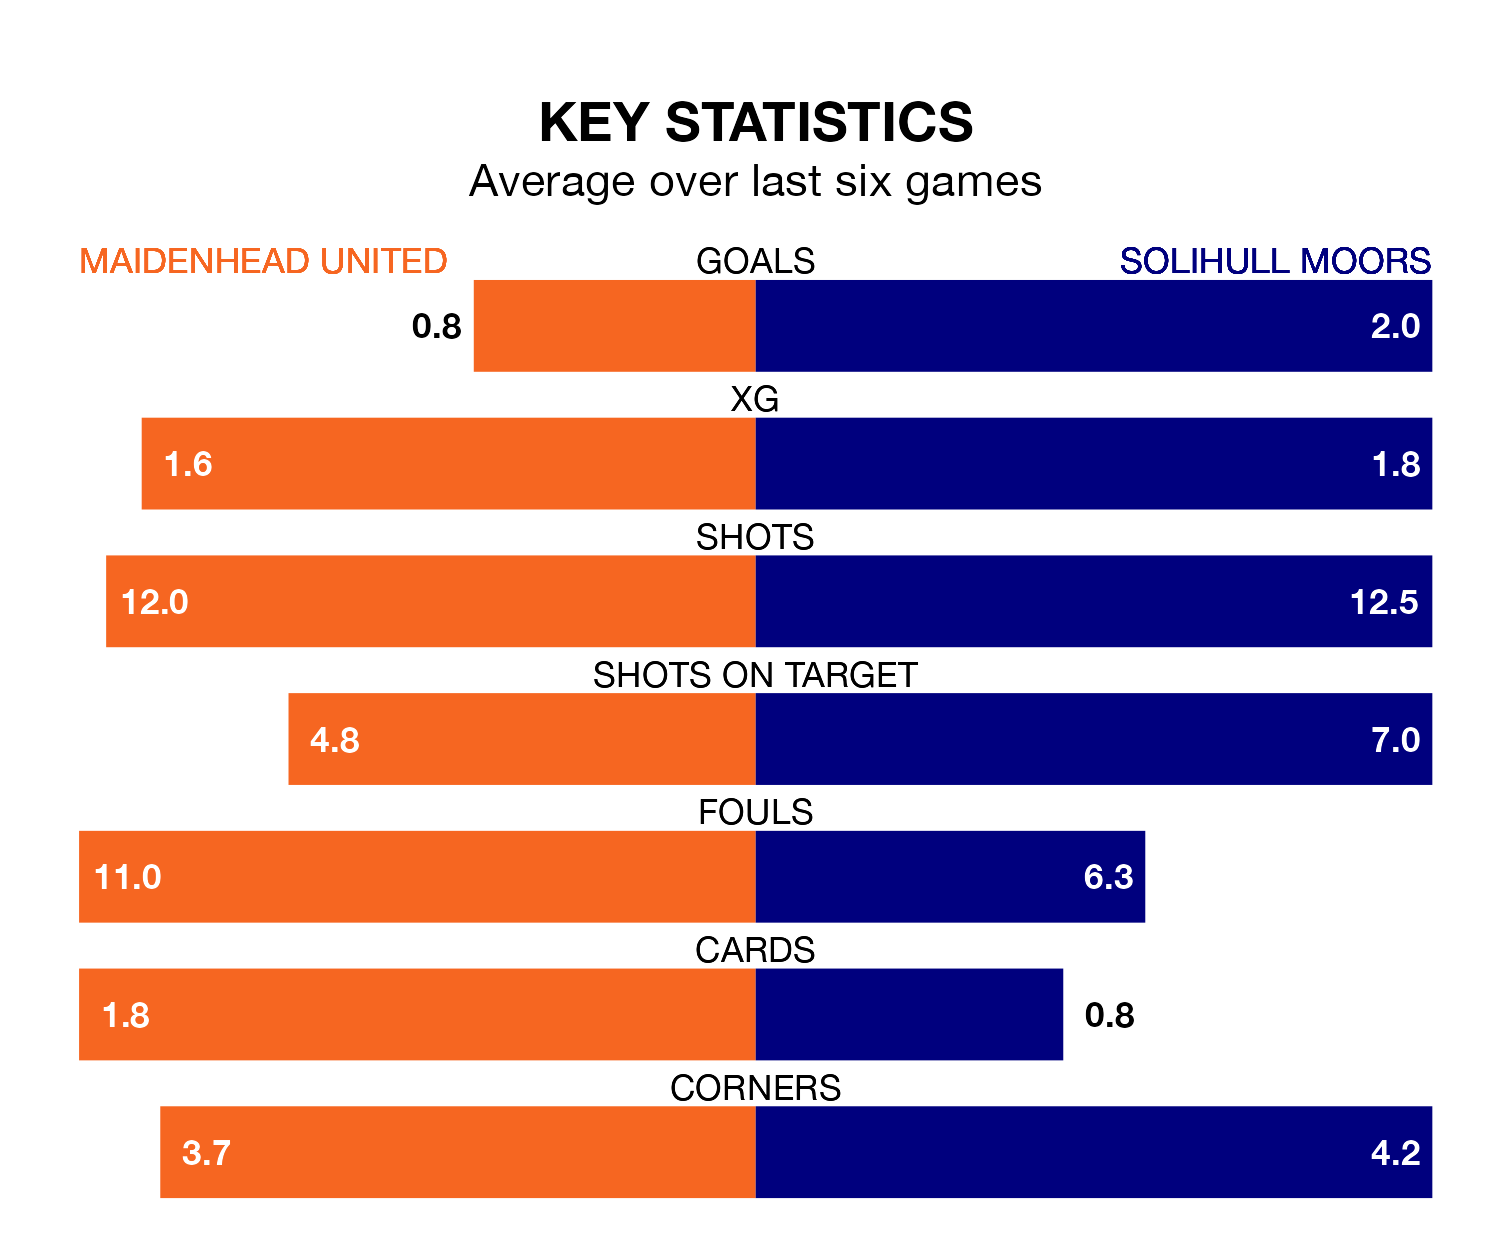 KEY STATISTICS
Average over last six games
MAIDENHEAD UNITED GOALS SOLIHULL MOORS
0.8 2.0
XG
1.6 1.8
SHOTS
12.0 12.5
SHOTS ON TARGET
4.8 7.0
FOULS
11.0 6.3
CARDS
1.8 0.8
CORNERS
3.7 4.2